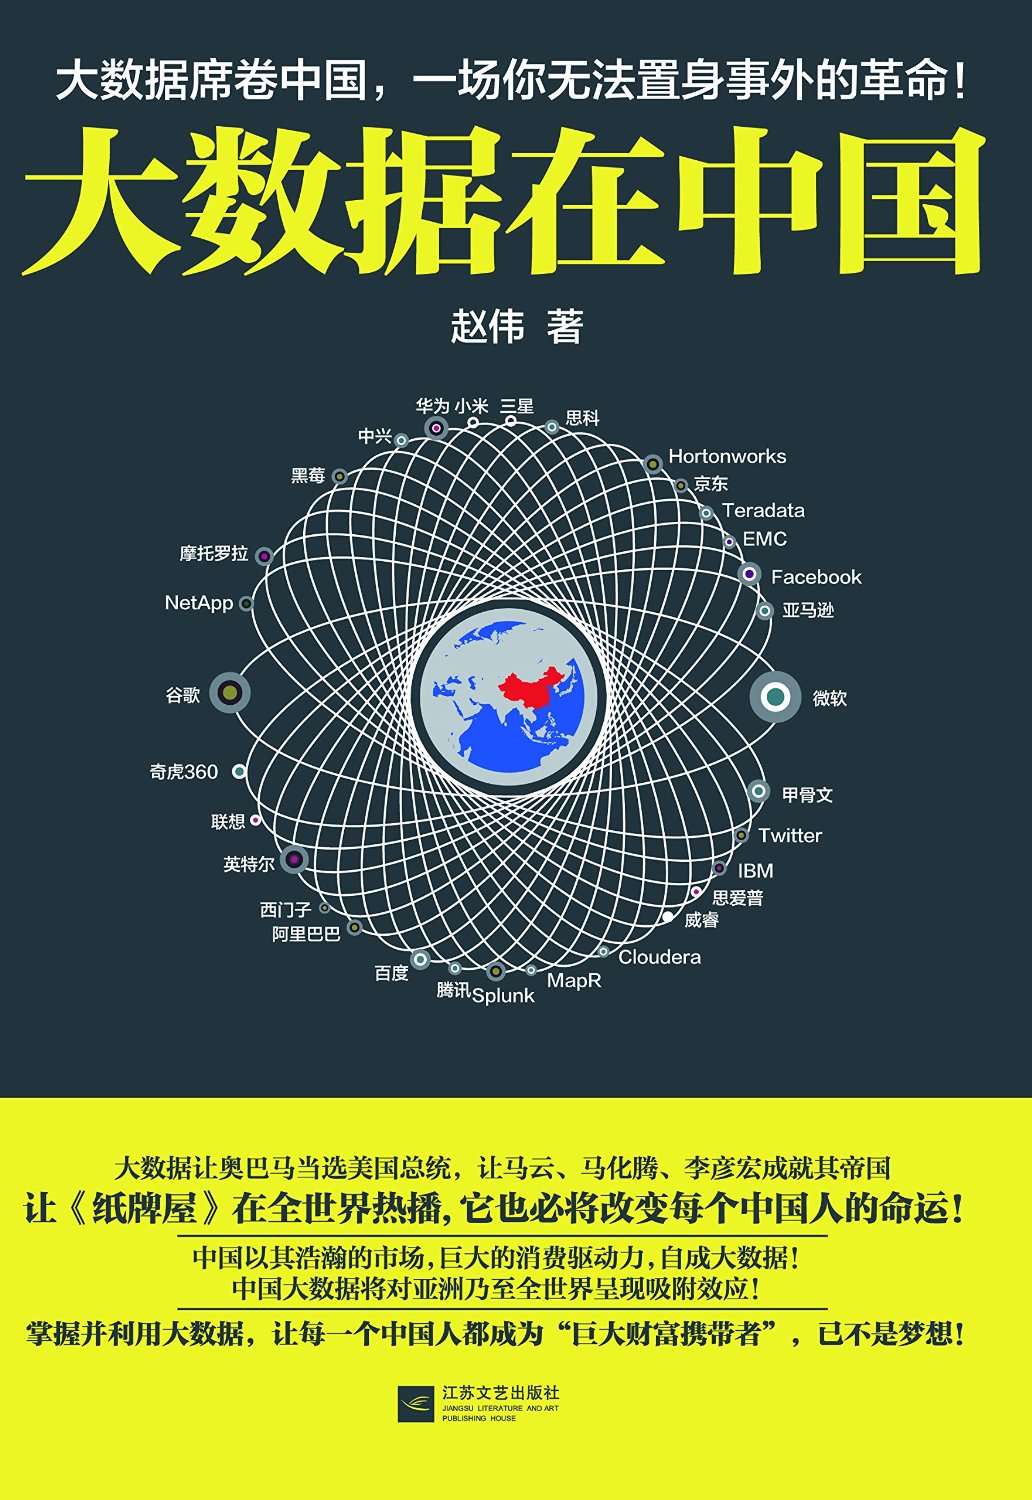 大数据席卷中国，一场你无法置身事外的革命！
大数据在中国
赵伟 著
华为 小米 三星
思科
中兴
Hortonworks
黑莓
京东
Teradata
EMC
摩托罗拉
Facebook
NetApp
亚马逊
谷歌
微软
奇虎360
甲骨文
联想
Twitter
英特尔
IBM
思爱普
西门子
威睿
阿里巴巴
Cloudera
百度
MapR
腾讯
Splunk
大数据让奥巴马当选美国总统，让马云、马化腾、李彦宏成就其帝国
让《纸牌屋》在全世界热播，它也必将改变每个中国人的命运！
中国以其浩瀚的市场，巨大的消费驱动力，自成大数据！
中国大数据将对亚洲乃至全世界呈现吸附效应！
掌握并利用大数据，让每一个中国人都成为“巨大财富携带者”，已不是梦想！
江苏文艺出版社
JIANGSU LITERATURE AND ART
PUBLISHING HOUSE